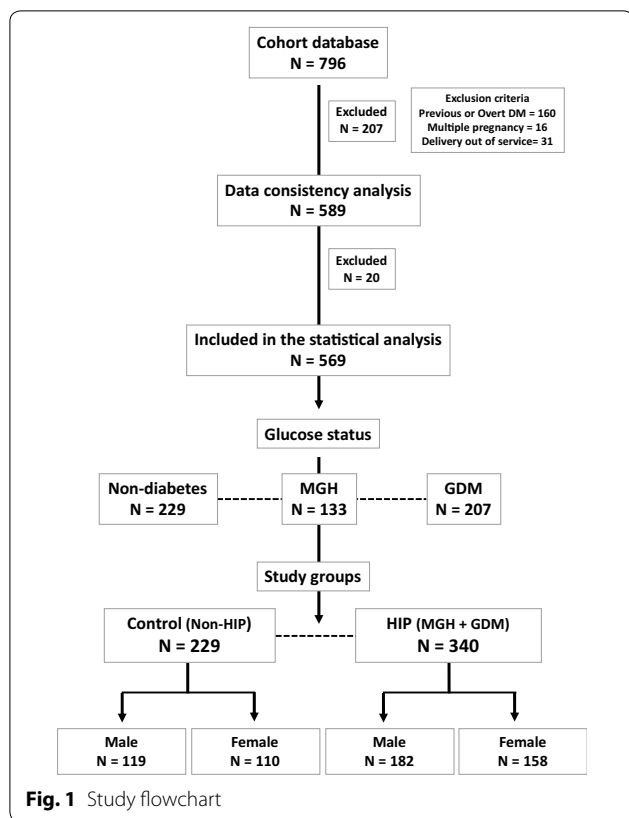 Cohort database
N = 796
Excluded
N = 207
Exclusion criteria
Previous or Overt DM = 160
Multiple pregnancy = 16
Delivery out of service= 31
Data consistency analysis
N = 589
Excluded
N = 20
Included in the statistical analysis
N = 569
Glucose status
Non-diabetes
N = 229
MGH
N = 133
GDM
N = 207
Study groups
Control (Non-HIP)
N = 229
HIP (MGH + GDM)
N = 340
Male
N = 119
Female
N = 110
Male
N = 182
Female
N = 158
Fig. 1 Study flowchart